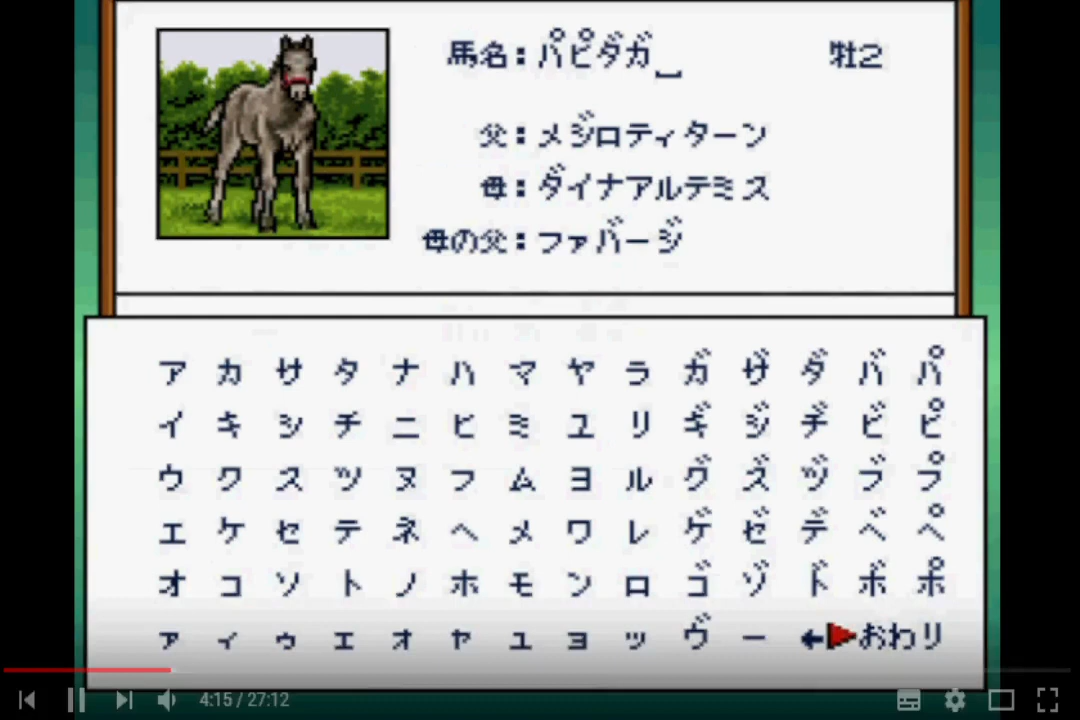 馬名：パピダガ_ 牡2
父：メジロティターン
母：ダイナアルテミス
母の父：ファバージ
ア カ サ タ ナ ハ マ ヤ ラ ガ ザ ダ バ パ
イ キ シ チ ニ ヒ ミ ユ リ ギ ジ ヂ ビ ピ
ウ ク ス ツ ヌ フ ム ヨ ル グ ズ ヅ ブ プ
エ ケ セ テ ネ ヘ メ ワ レ ゲ ゼ デ ベ ペ
オ コ ソ ト ノ ホ モ ン ロ ゴ ゾ ド ボ ポ
ァ ィ ゥ ェ ォ ャ ュ ョ ッ ヴ ー ← おわり
4:15 / 27:12